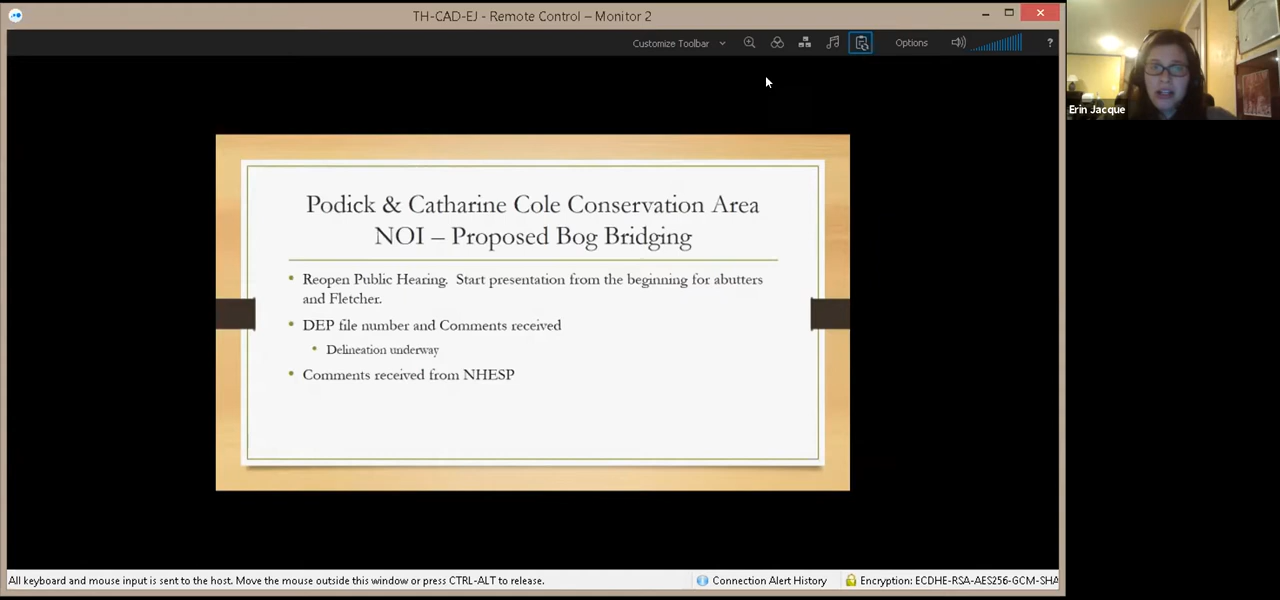 TH-CAD-EJ - Remote Control – Monitor 2
Customize Toolbar
Options
?
Erin Jacque
Podick & Catharine Cole Conservation Area
NOI – Proposed Bog Bridging
• Reopen Public Hearing. Start presentation from the beginning for abutters
and Fletcher.
• DEP file number and Comments received
• Delineation underway
• Comments received from NHESP
All keyboard and mouse input is sent to the host. Move the mouse outside this window or press CTRL-ALT to release.
Connection Alert History
Encryption: ECDHE-RSA-AES256-GCM-SHA